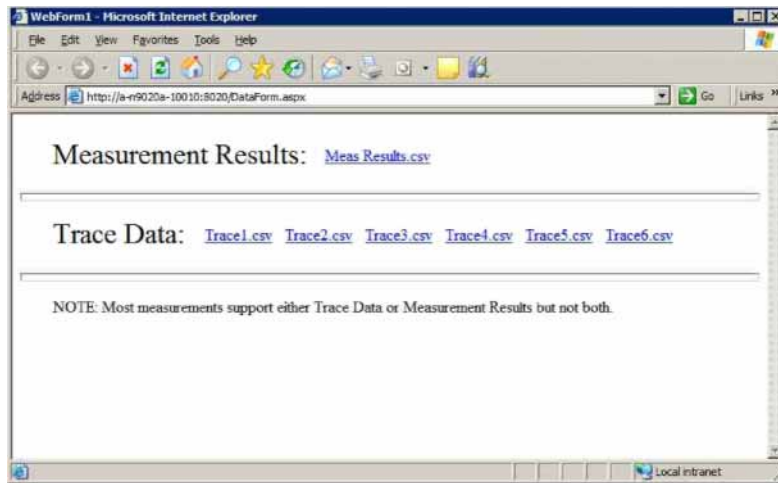 WebForm1 - Microsoft Internet Explorer
File Edit View Favorites Tools Help
Address http://a-n9020a-10010:8020/DataForm.aspx Go Links »
Measurement Results: Meas Results.csv
Trace Data: Trace1.csv Trace2.csv Trace3.csv Trace4.csv Trace5.csv Trace6.csv
NOTE: Most measurements support either Trace Data or Measurement Results but not both.
Local intranet